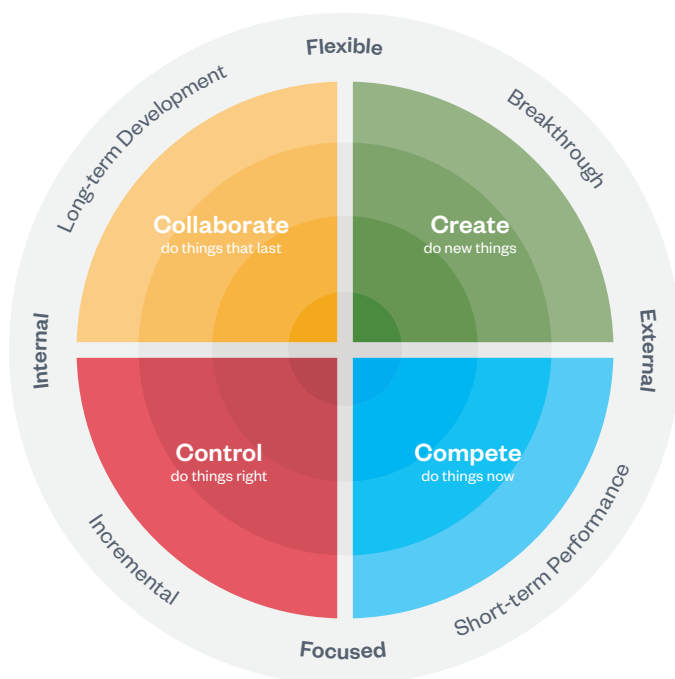 Flexible
Long-term Development
Breakthrough
Collaborate
do things that last
Create
do new things
Internal
External
Control
do things right
Compete
do things now
Incremental
Short-term Performance
Focused